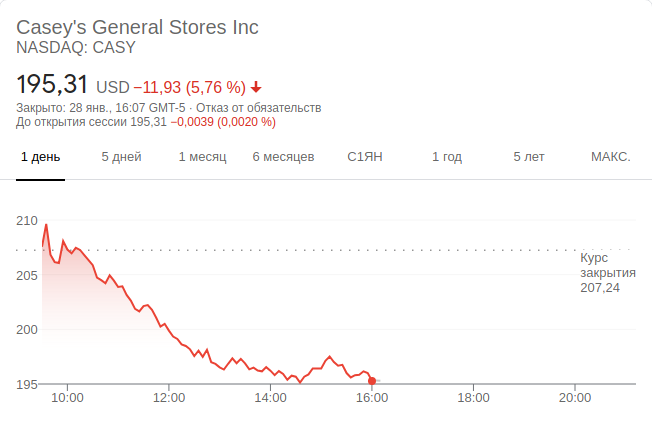 Casey's General Stores Inc
NASDAQ: CASY
195,31 USD −11,93 (5,76 %)
Закрыто: 28 янв., 16:07 GMT-5 · Отказ от обязательств
До открытия сессии 195,31 −0,0039 (0,0020 %)
1 день 5 дней 1 месяц 6 месяцев С1ЯН 1 год 5 лет МАКС.
210
Курс
закрытия
205
207,24
200
195
10:00 12:00 14:00 16:00 18:00 20:00